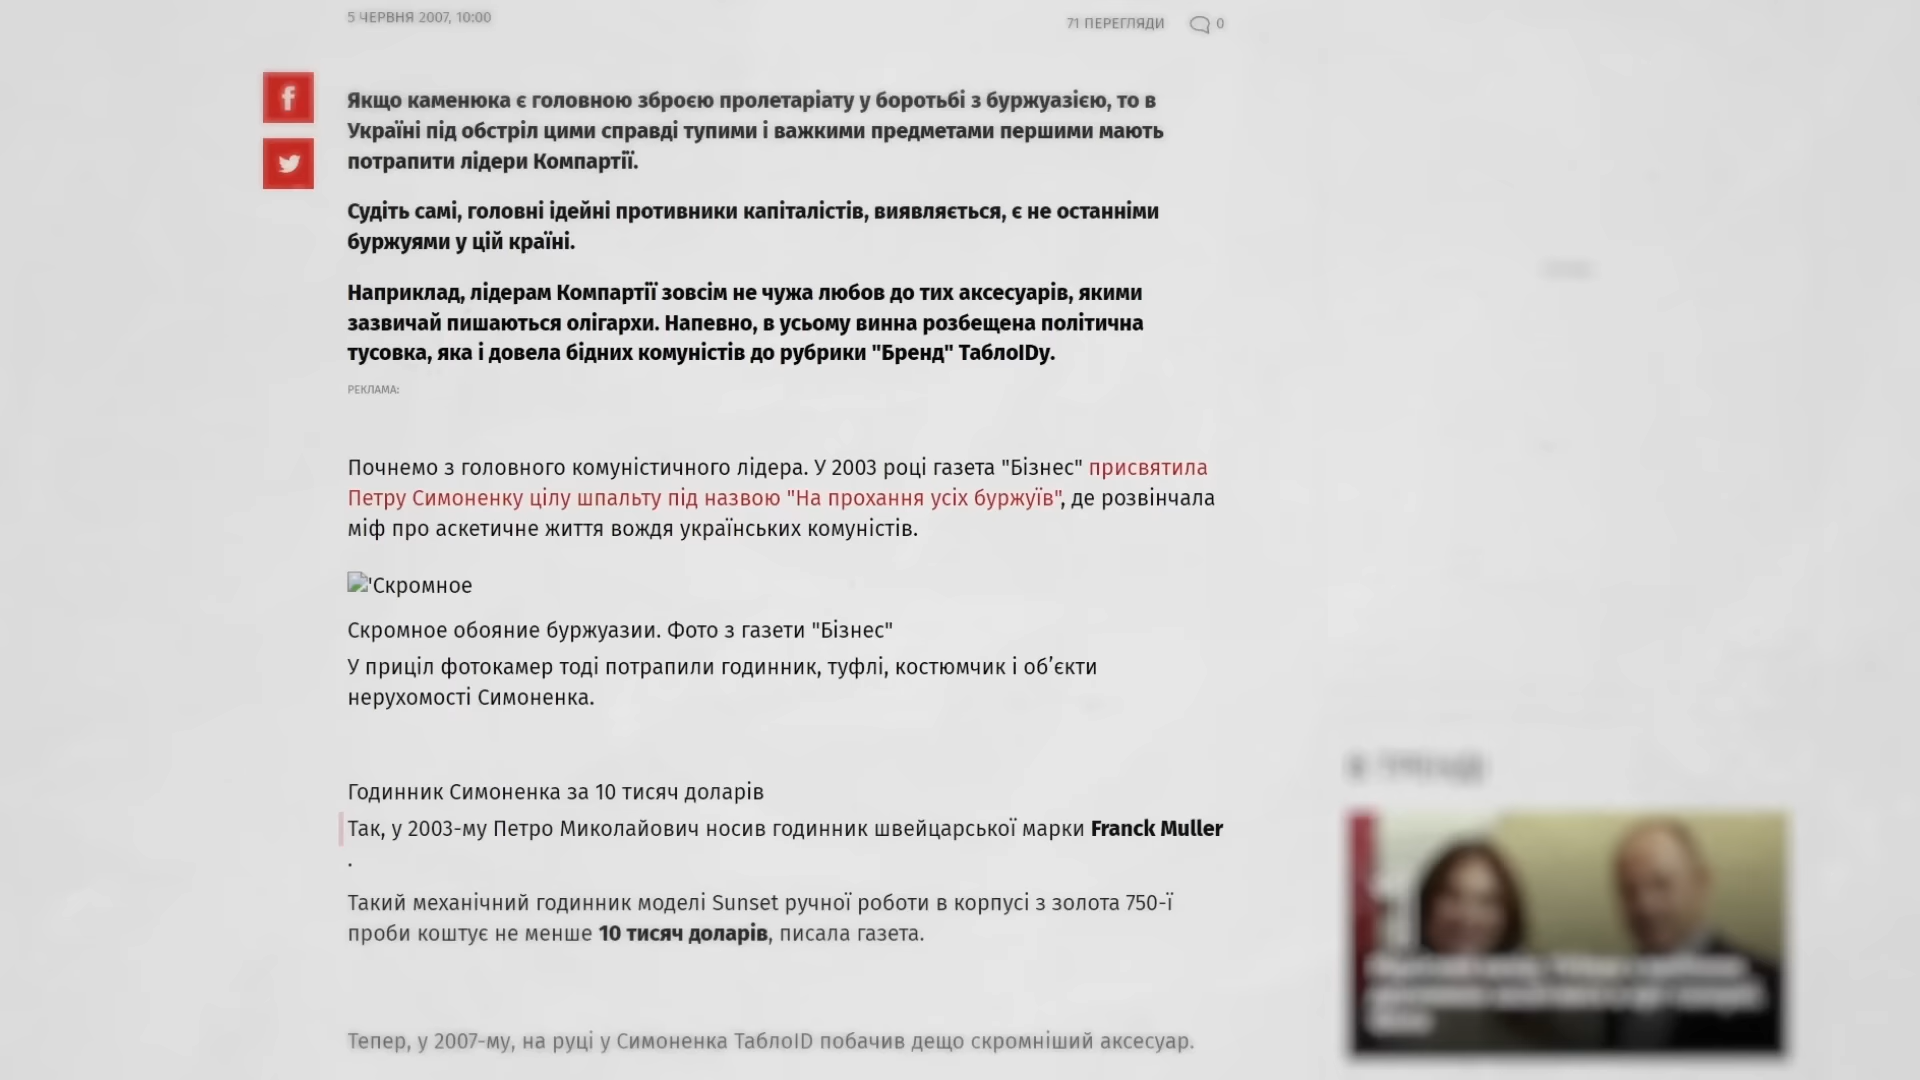 5 ЧЕРВНЯ 2007, 10:00
71 ПЕРЕГЛЯДИ 0
Якщо каменюка є головною зброєю пролетаріату у боротьбі з буржуазією, то в
Україні під обстріл цими справді тупими і важкими предметами першими мають
потрапити лідери Компартії.
Судіть самі, головні ідейні противники капіталістів, виявляється, є не останніми
буржуями у цій країні.
Наприклад, лідерам Компартії зовсім не чужа любов до тих аксесуарів, якими
зазвичай пишаються олігархи. Напевно, в усьому винна розбещена політична
тусовка, яка і довела бідних комуністів до рубрики "Бренд" ТаблоIDу.
РЕКЛАМА:
Почнемо з головного комуністичного лідера. У 2003 році газета "Бізнес" присвятила
Петру Симоненку цілу шпальту під назвою "На прохання усіх буржуїв", де розвінчала
міф про аскетичне життя вождя українських комуністів.
'Скромное
Скромное обояние буржуазии. Фото з газети "Бізнес"
У приціл фотокамер тоді потрапили годинник, туфлі, костюмчик і об’єкти
нерухомості Симоненка.
Годинник Симоненка за 10 тисяч доларів
Так, у 2003-му Петро Миколайович носив годинник швейцарської марки Franck Muller
.
Такий механічний годинник моделі Sunset ручної роботи в корпусі з золота 750-ї
проби коштує не менше 10 тисяч доларів, писала газета.
Тепер, у 2007-му, на руці у Симоненка ТаблоID побачив дещо скромніший аксесуар.